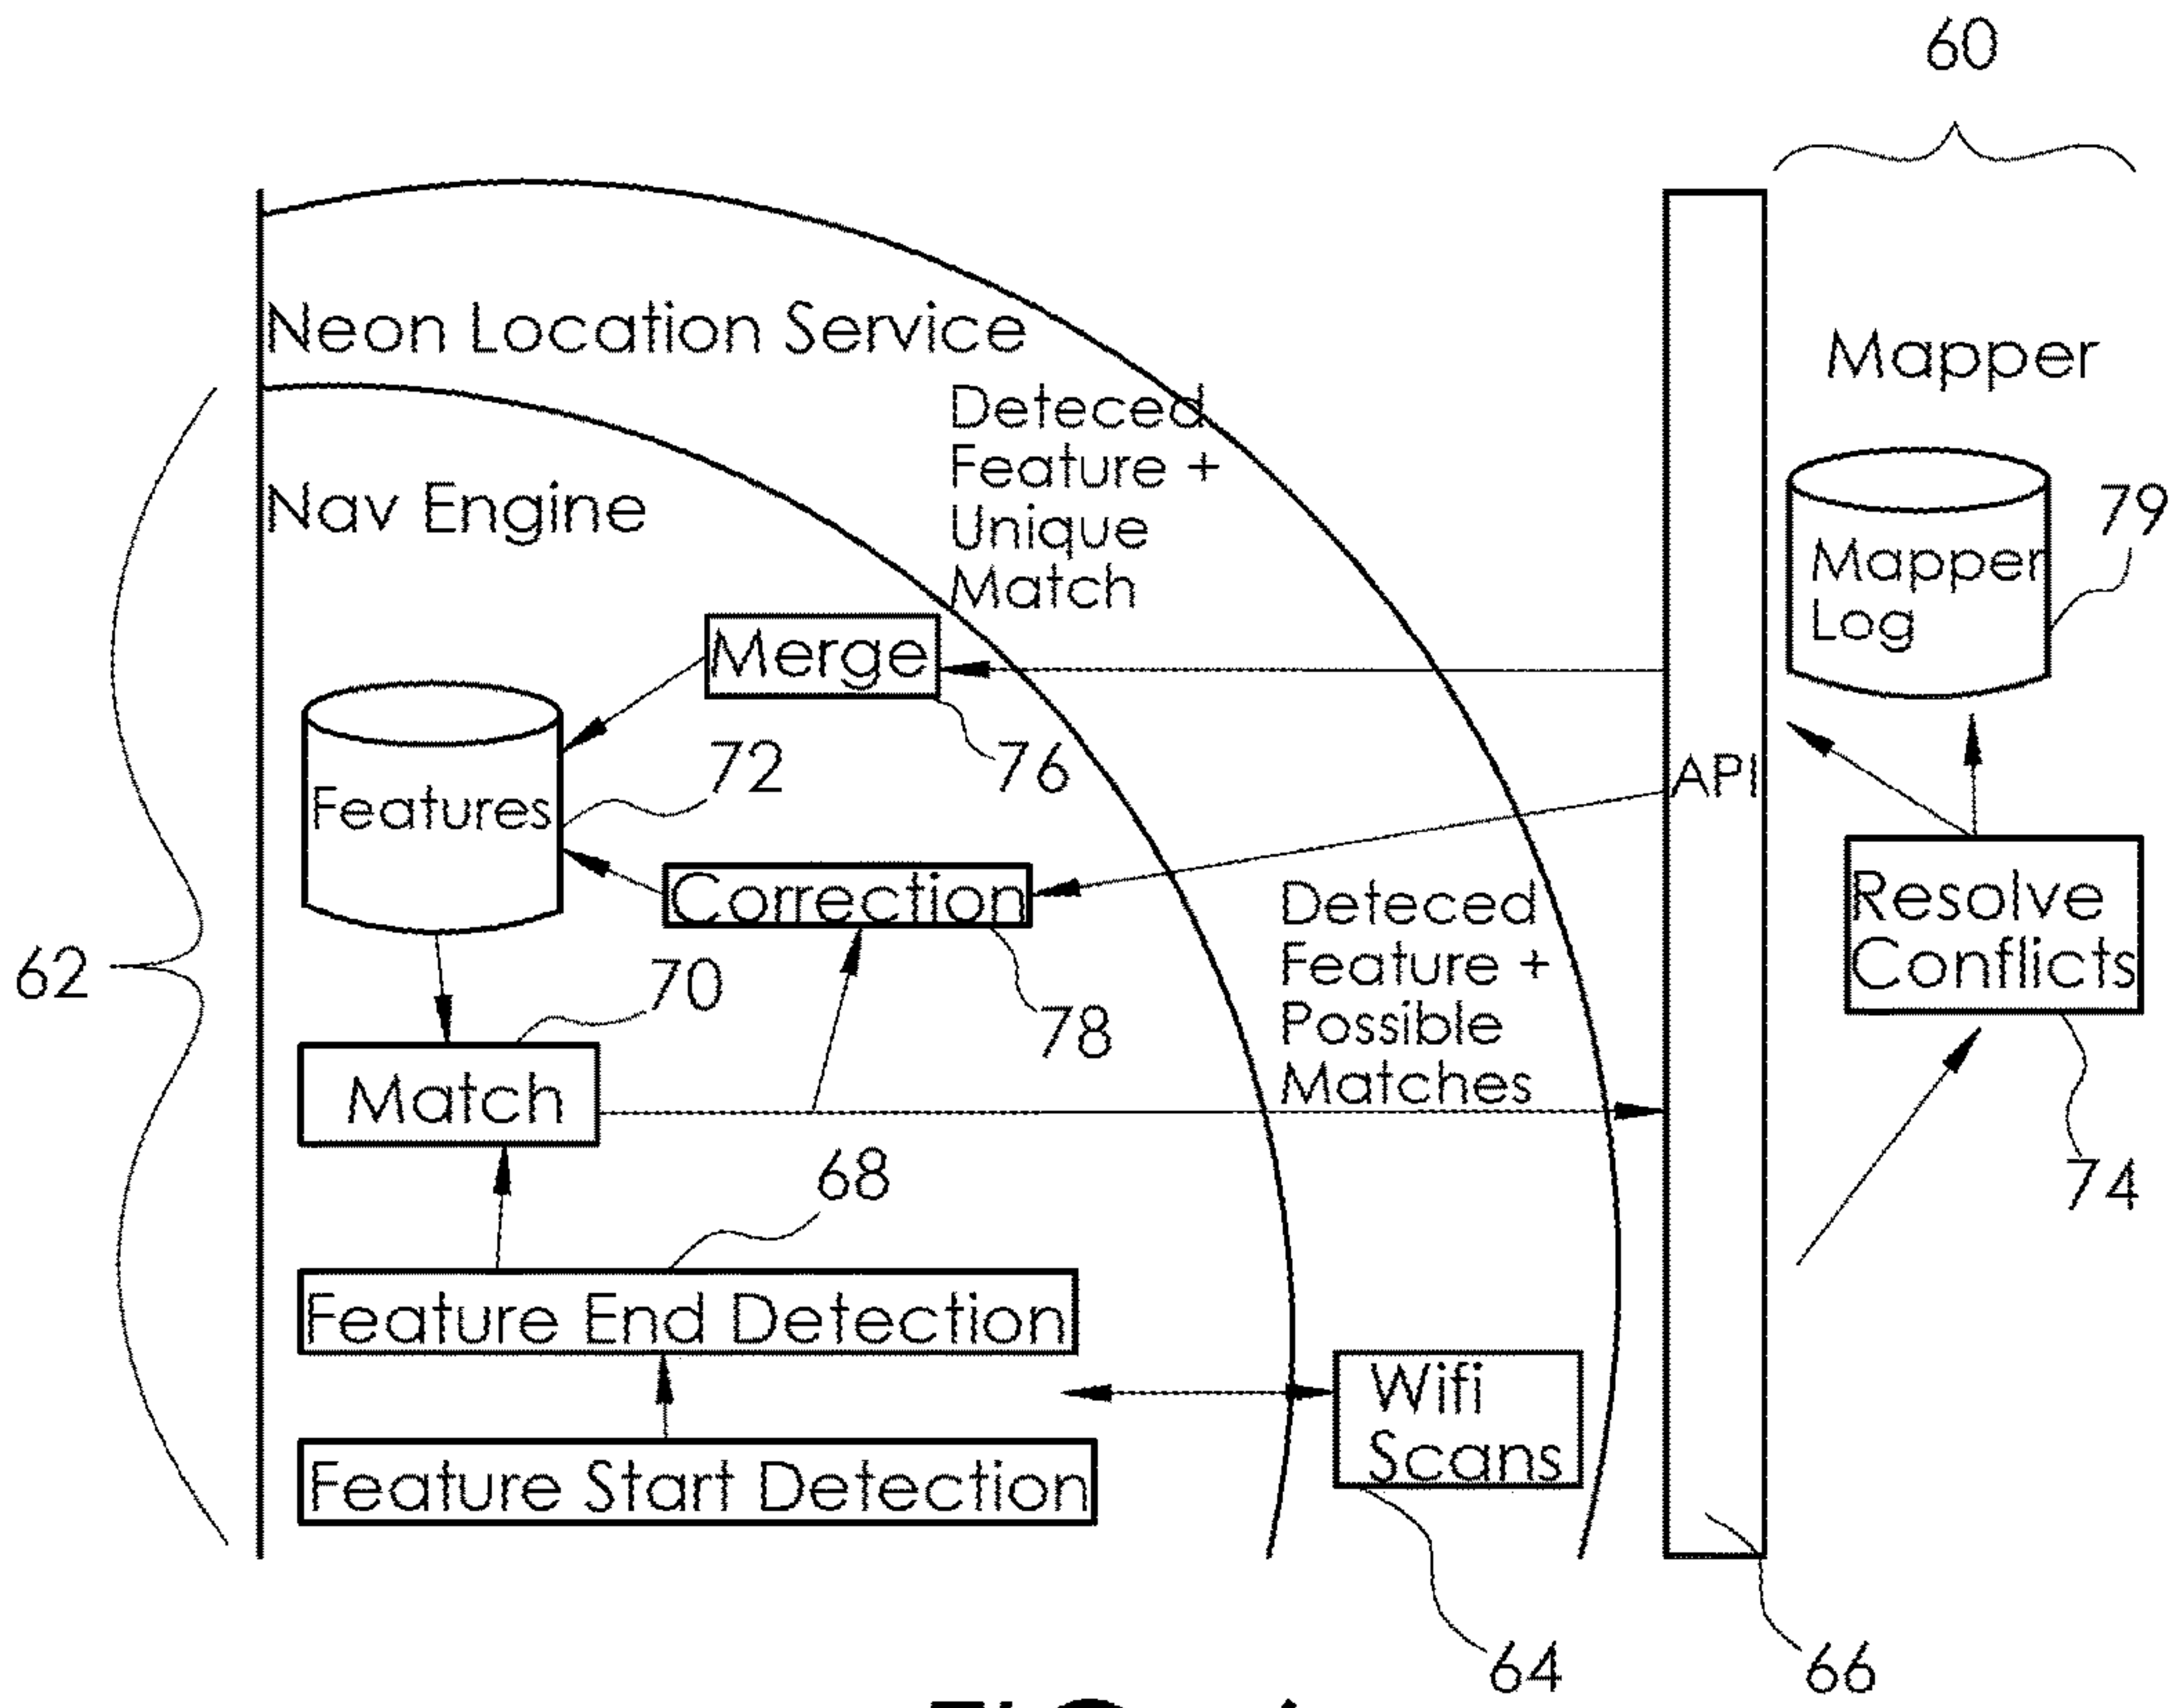 60
Neon Location Service
Mapper
Deteced
Feature +
Unique
Match
Nav Engine
79
Mapper
Log
Merge
76
72
Features
API
Correction
Resolve
Conflicts
Deteced
Feature +
Possible
Matches
62
70
78
Match
68
74
Feature End Detection
Wifi
Scans
Feature Start Detection
64
66